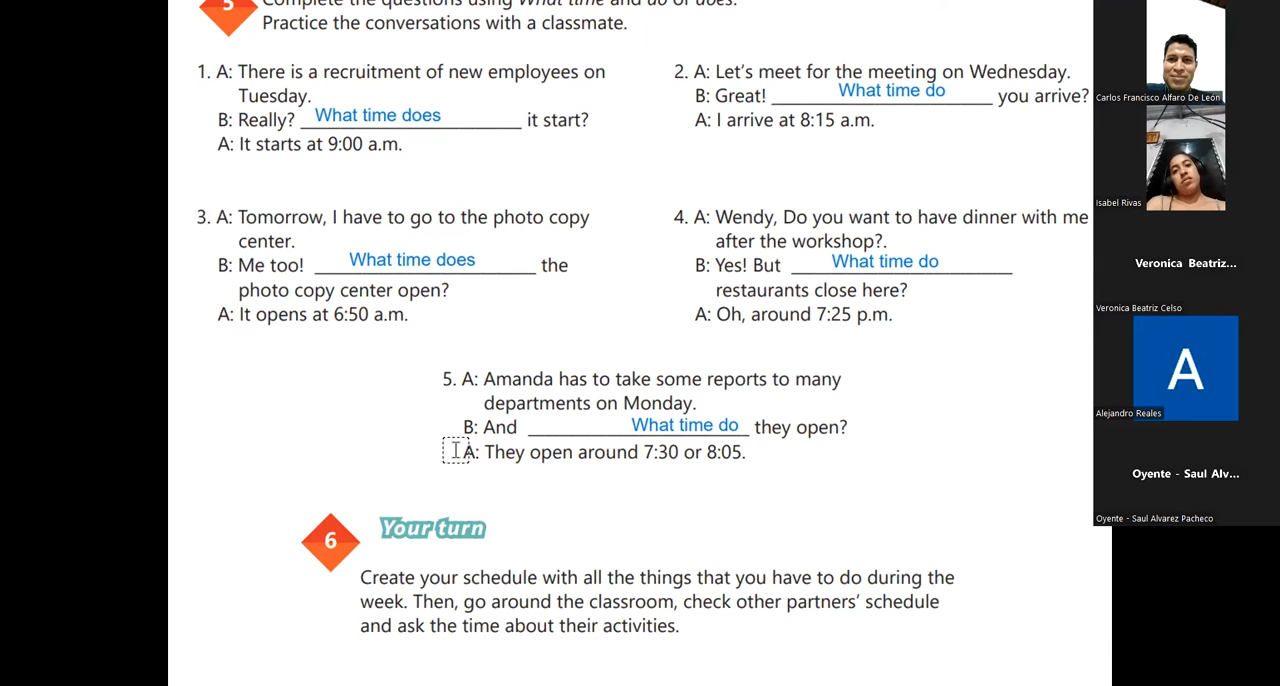 5
Complete the questions using What time and do or does.
Practice the conversations with a classmate.
1. A: There is a recruitment of new employees on
Tuesday.
B: Really? What time does it start?
A: It starts at 9:00 a.m.
2. A: Let's meet for the meeting on Wednesday.
B: Great! What time do you arrive?
A: I arrive at 8:15 a.m.
3. A: Tomorrow, I have to go to the photo copy
center.
B: Me too! What time does the
photo copy center open?
A: It opens at 6:50 a.m.
4. A: Wendy, Do you want to have dinner with me
after the workshop?.
B: Yes! But What time do
restaurants close here?
A: Oh, around 7:25 p.m.
5. A: Amanda has to take some reports to many
departments on Monday.
B: And What time do they open?
A: They open around 7:30 or 8:05.
6
Your turn
Create your schedule with all the things that you have to do during the
week. Then, go around the classroom, check other partners' schedule
and ask the time about their activities.
Carlos Francisco Alfaro De León
Isabel Rivas
Veronica Beatriz...
Veronica Beatriz Celso
A
Alejandro Reales
Oyente - Saul Alv...
Oyente - Saul Alvarez Pacheco